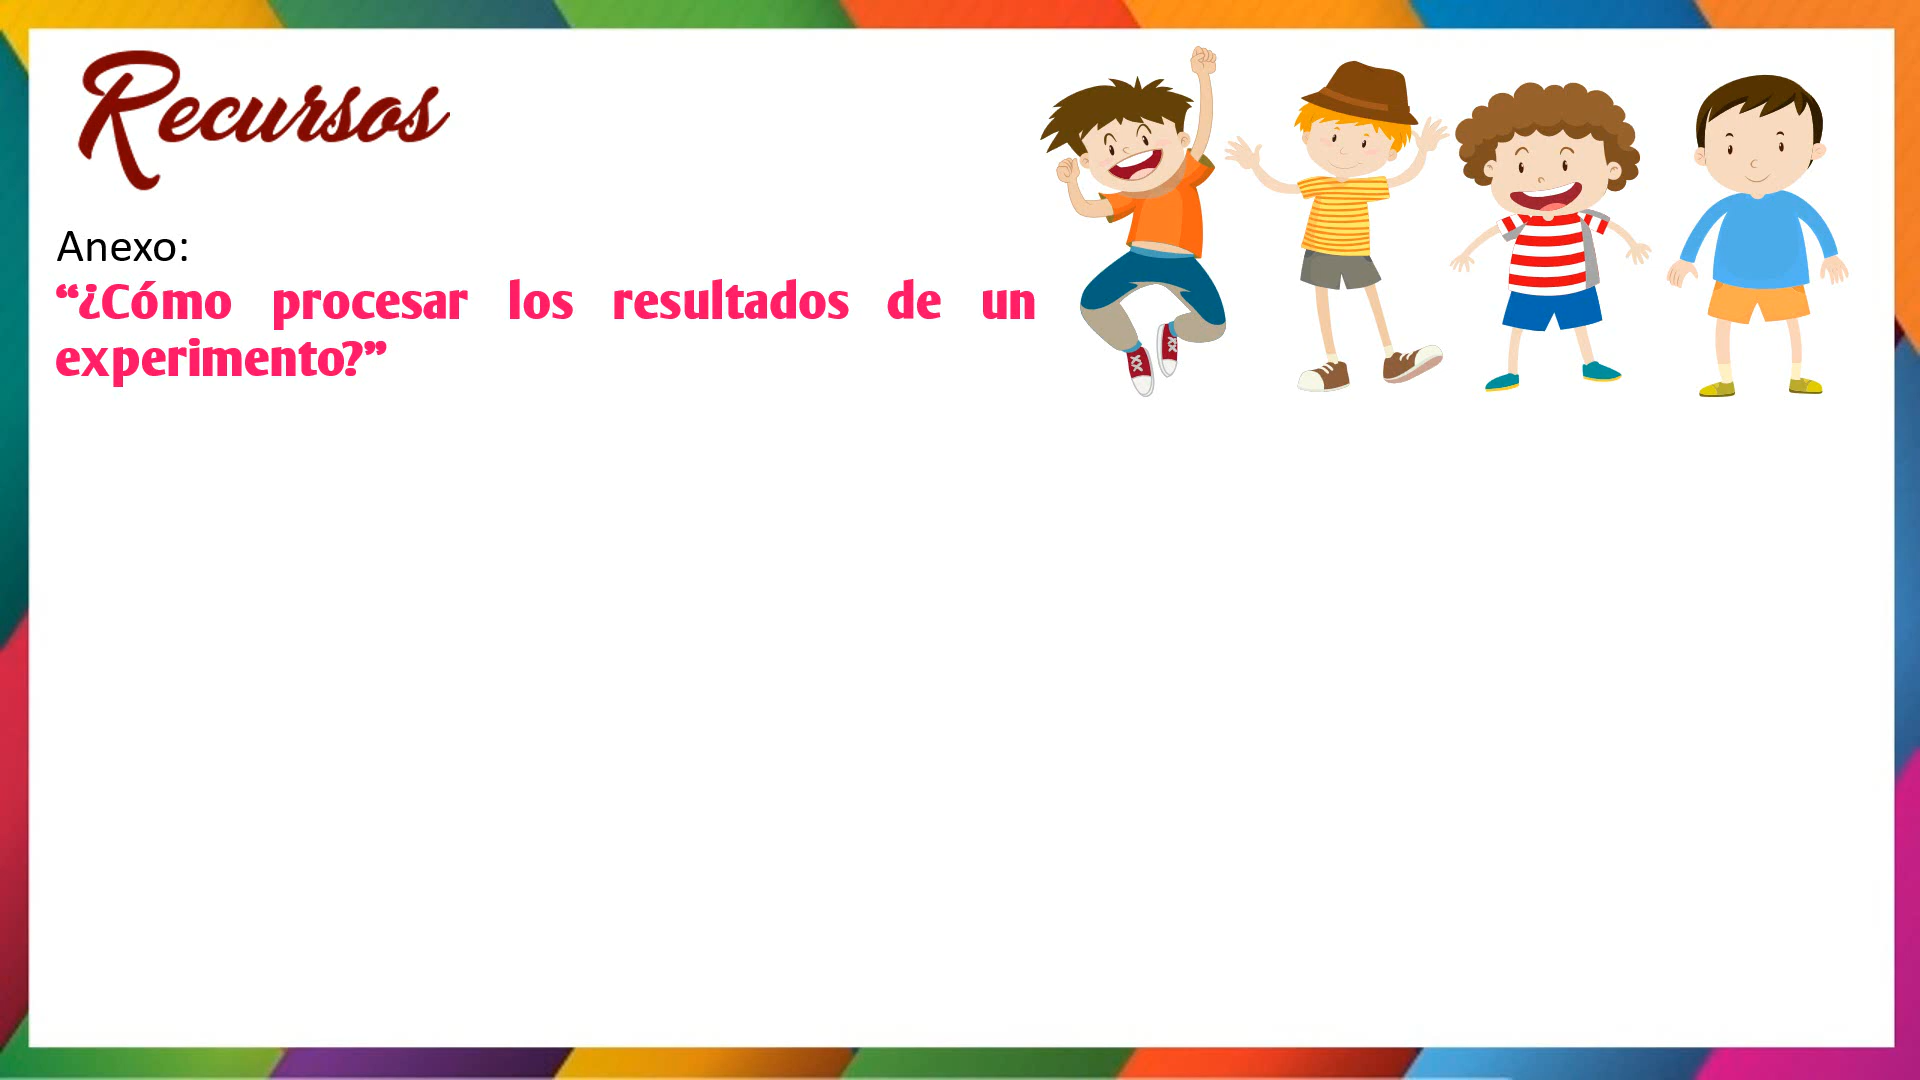 Recursos
Anexo:
“¿Cómo procesar los resultados de un
experimento?”